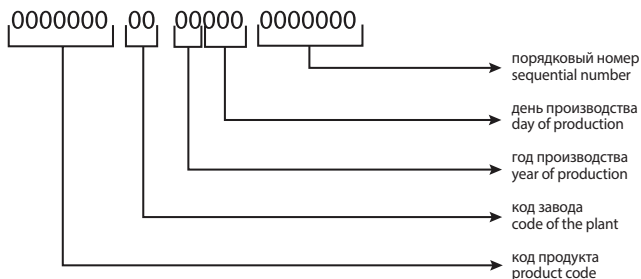 0000000 00 00000 0000000
порядковый номер
sequential number
день производства
day of production
год производства
year of production
код завода
code of the plant
код продукта
product code